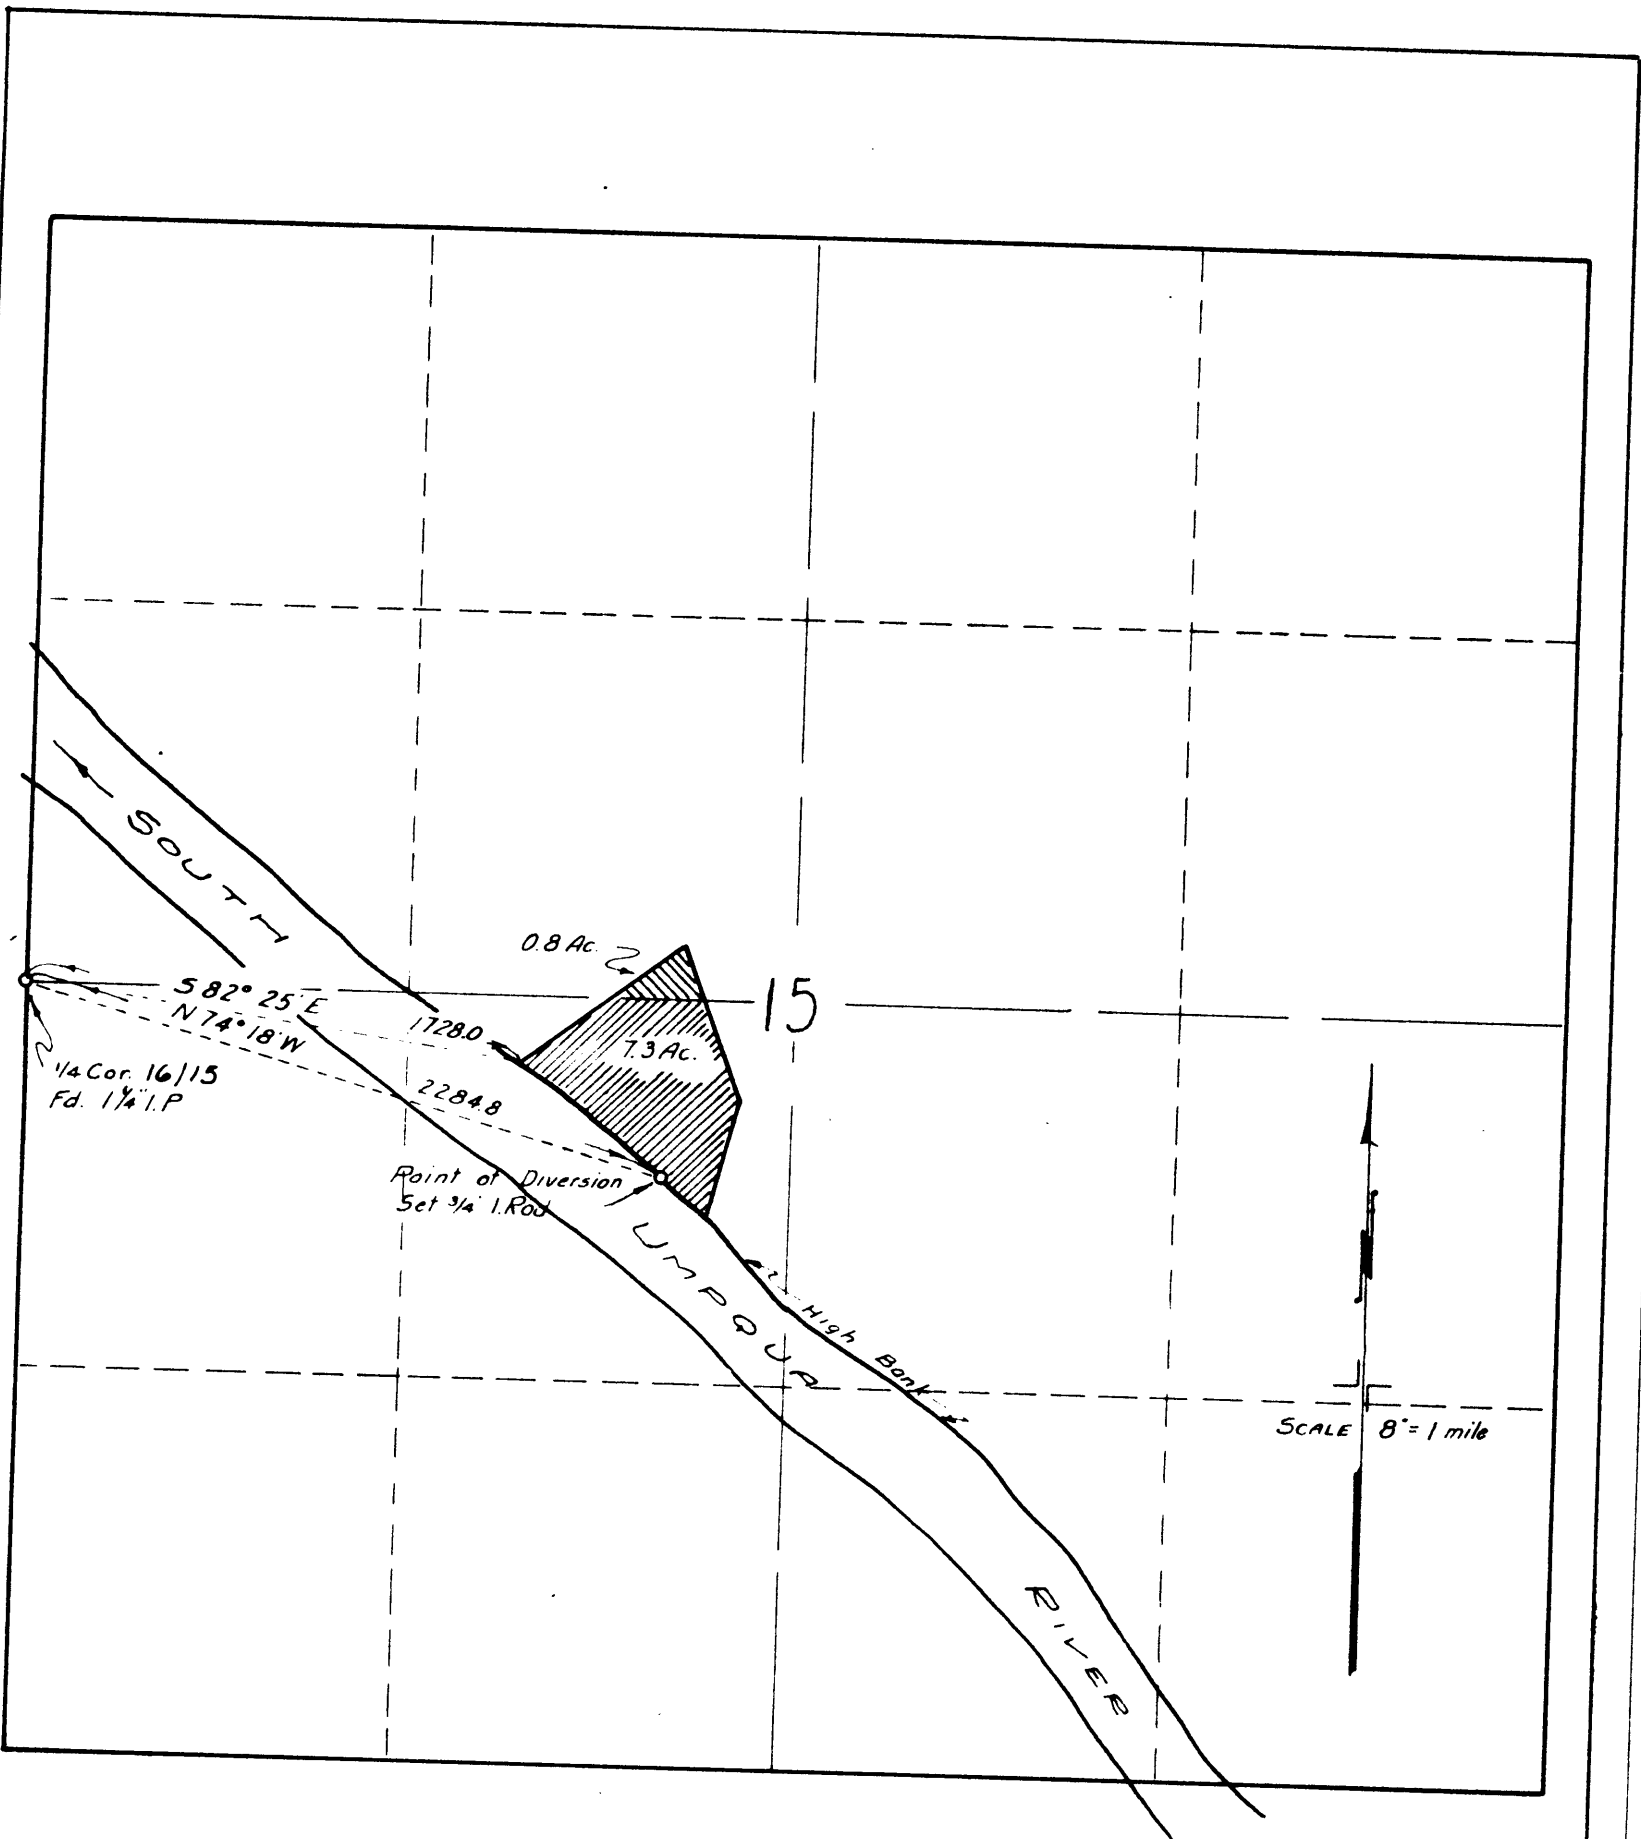 SOUTH
0.8 Ac.
S 82° 25' E
N 74° 18' W
1728.0
15
7.3 Ac.
1/4 Cor. 16/15
Fd. 1 1/4" I.P
2284.8
Point of Diversion
Set 3/4" I.Rod
UMPQUA
High Bank
SCALE 8" = 1 mile
RIVER